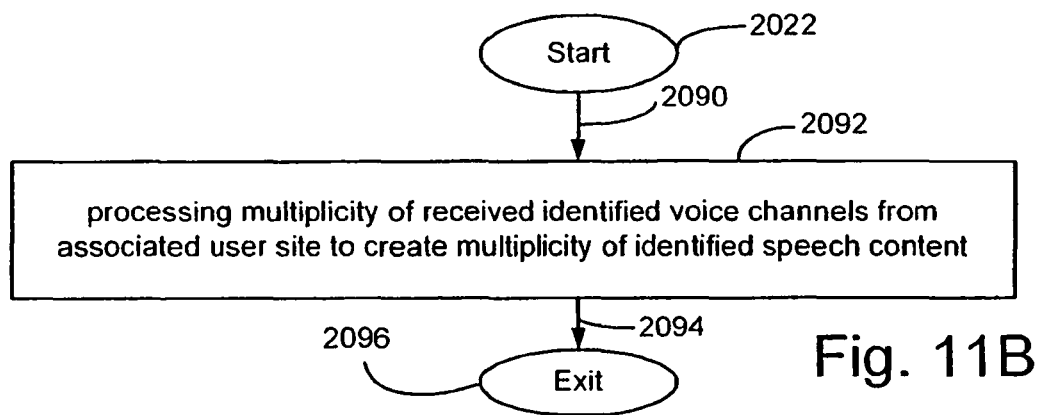 2022
Start
2090
2092
processing multiplicity of received identified voice channels from
associated user site to create multiplicity of identified speech content
2094
2096
Exit
Fig. 11B